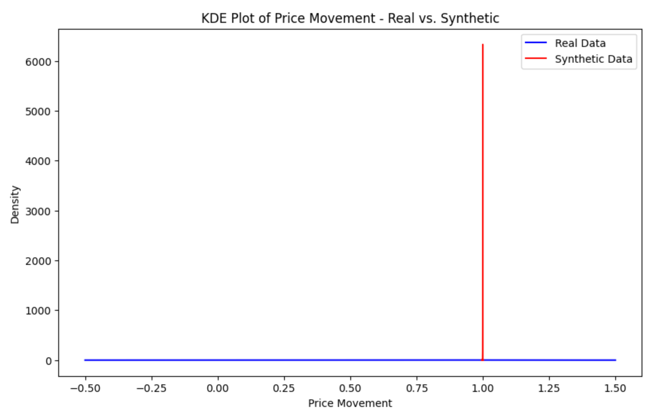 KDE Plot of Price Movement - Real vs. Synthetic
Real Data
Synthetic Data
6000
5000
4000
3000
2000
1000
0
Density
−0.50 −0.25 0.00 0.25 0.50 0.75 1.00 1.25 1.50
Price Movement